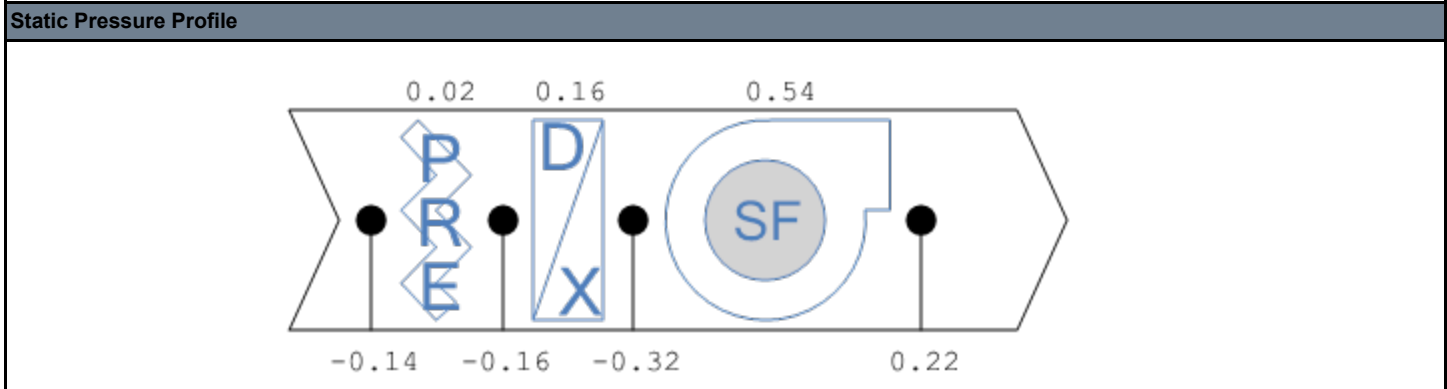 Static Pressure Profile
0.02 0.16 0.54
P
R
E
D
X
SF
-0.14 -0.16 -0.32 0.22